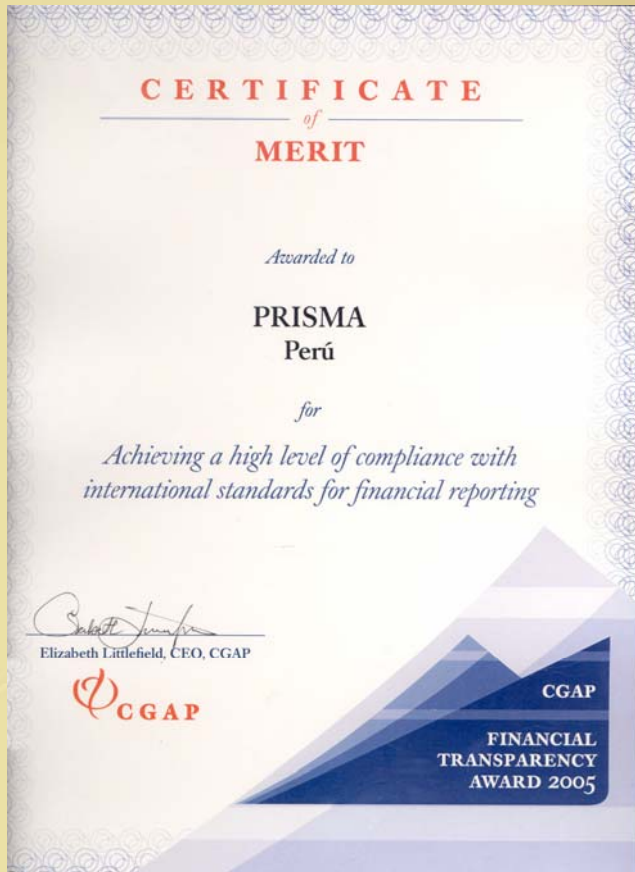 CERTIFICATE
of
MERIT
Awarded to
PRISMA
Perú
for
Achieving a high level of compliance with
international standards for financial reporting
Elizabeth Littlefield, CEO, CGAP
CGAP
CGAP
FINANCIAL
TRANSPARENCY
AWARD 2005